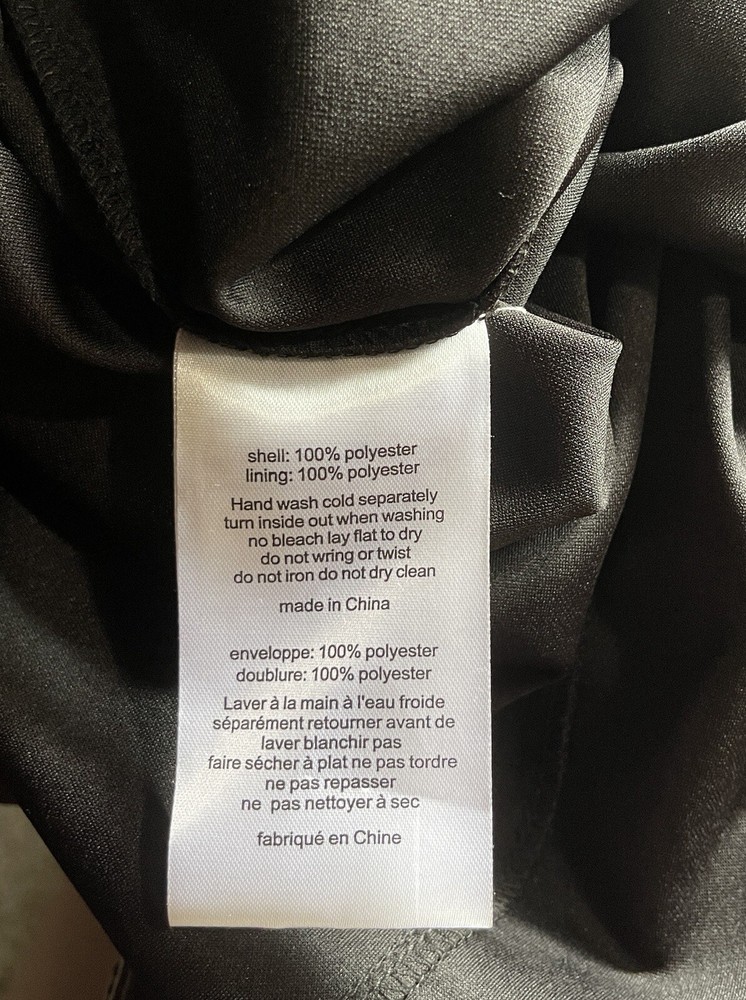 shell: 100% polyester
lining: 100% polyester
Hand wash cold separately
turn inside out when washing
no bleach lay flat to dry
do not wring or twist
do not iron do not dry clean
made in China
enveloppe: 100% polyester
doublure: 100% polyester
Laver à la main à l'eau froide
séparément retourner avant de
laver blanchir pas
faire sécher à plat ne pas tordre
ne pas repasser
ne pas nettoyer à sec
fabriqué en Chine